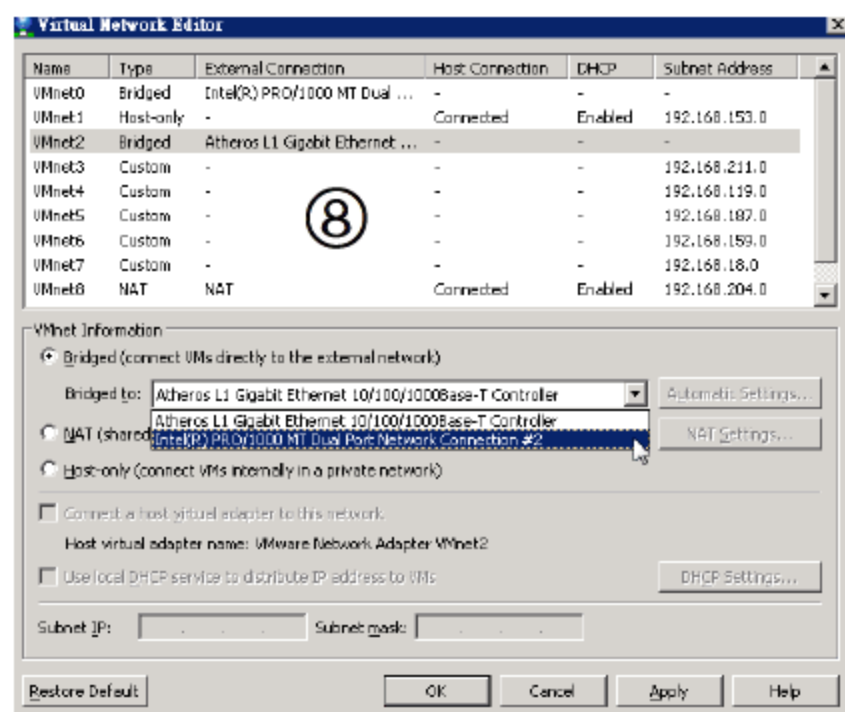 Virtual Network Editor
Name Type External Connection Host Connection DHCP Subnet Address
VMnet0 Bridged Intel(R) PRO/1000 MT Dual ... - - -
VMnet1 Host-only - Connected Enabled 192.168.153.0
VMnet2 Bridged Atheros L1 Gigabit Ethernet ... - - -
VMnet3 Custom - - - 192.168.211.0
VMnet4 Custom - - - 192.168.119.0
VMnet5 Custom - - - 192.168.187.0
VMnet6 Custom - - - 192.168.159.0
VMnet7 Custom - - - 192.168.18.0
VMnet8 NAT NAT Connected Enabled 192.168.204.0
⑧
VMnet Information
Bridged (connect VMs directly to the external network)
Bridged to: Atheros L1 Gigabit Ethernet 10/100/1000Base-T Controller Automatic Settings...
Atheros L1 Gigabit Ethernet 10/100/1000Base-T Controller
NAT (shared Intel(R) PRO/1000 MT Dual Port Network Connection #2 NAT Settings...
Host-only (connect VMs internally in a private network)
Connect a host virtual adapter to this network
Host virtual adapter name: VMware Network Adapter VMnet2
Use local DHCP service to distribute IP address to VMs DHCP Settings...
Subnet IP: . . . Subnet mask: . . .
Restore Default OK Cancel Apply Help